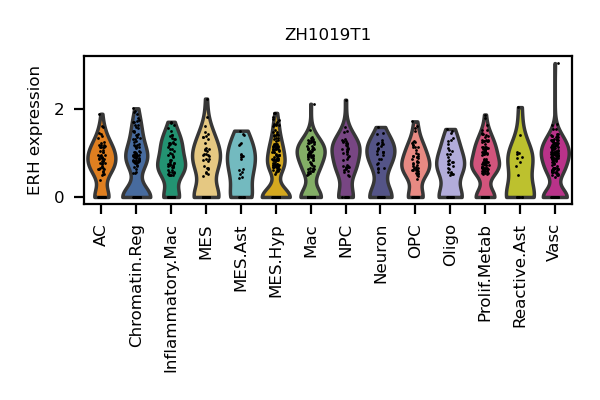 ZH1019T1
ERH expression
2
0
AC
Chromatin.Reg
Inflammatory.Mac
MES
MES.Ast
MES.Hyp
Mac
NPC
Neuron
OPC
Oligo
Prolif.Metab
Reactive.Ast
Vasc